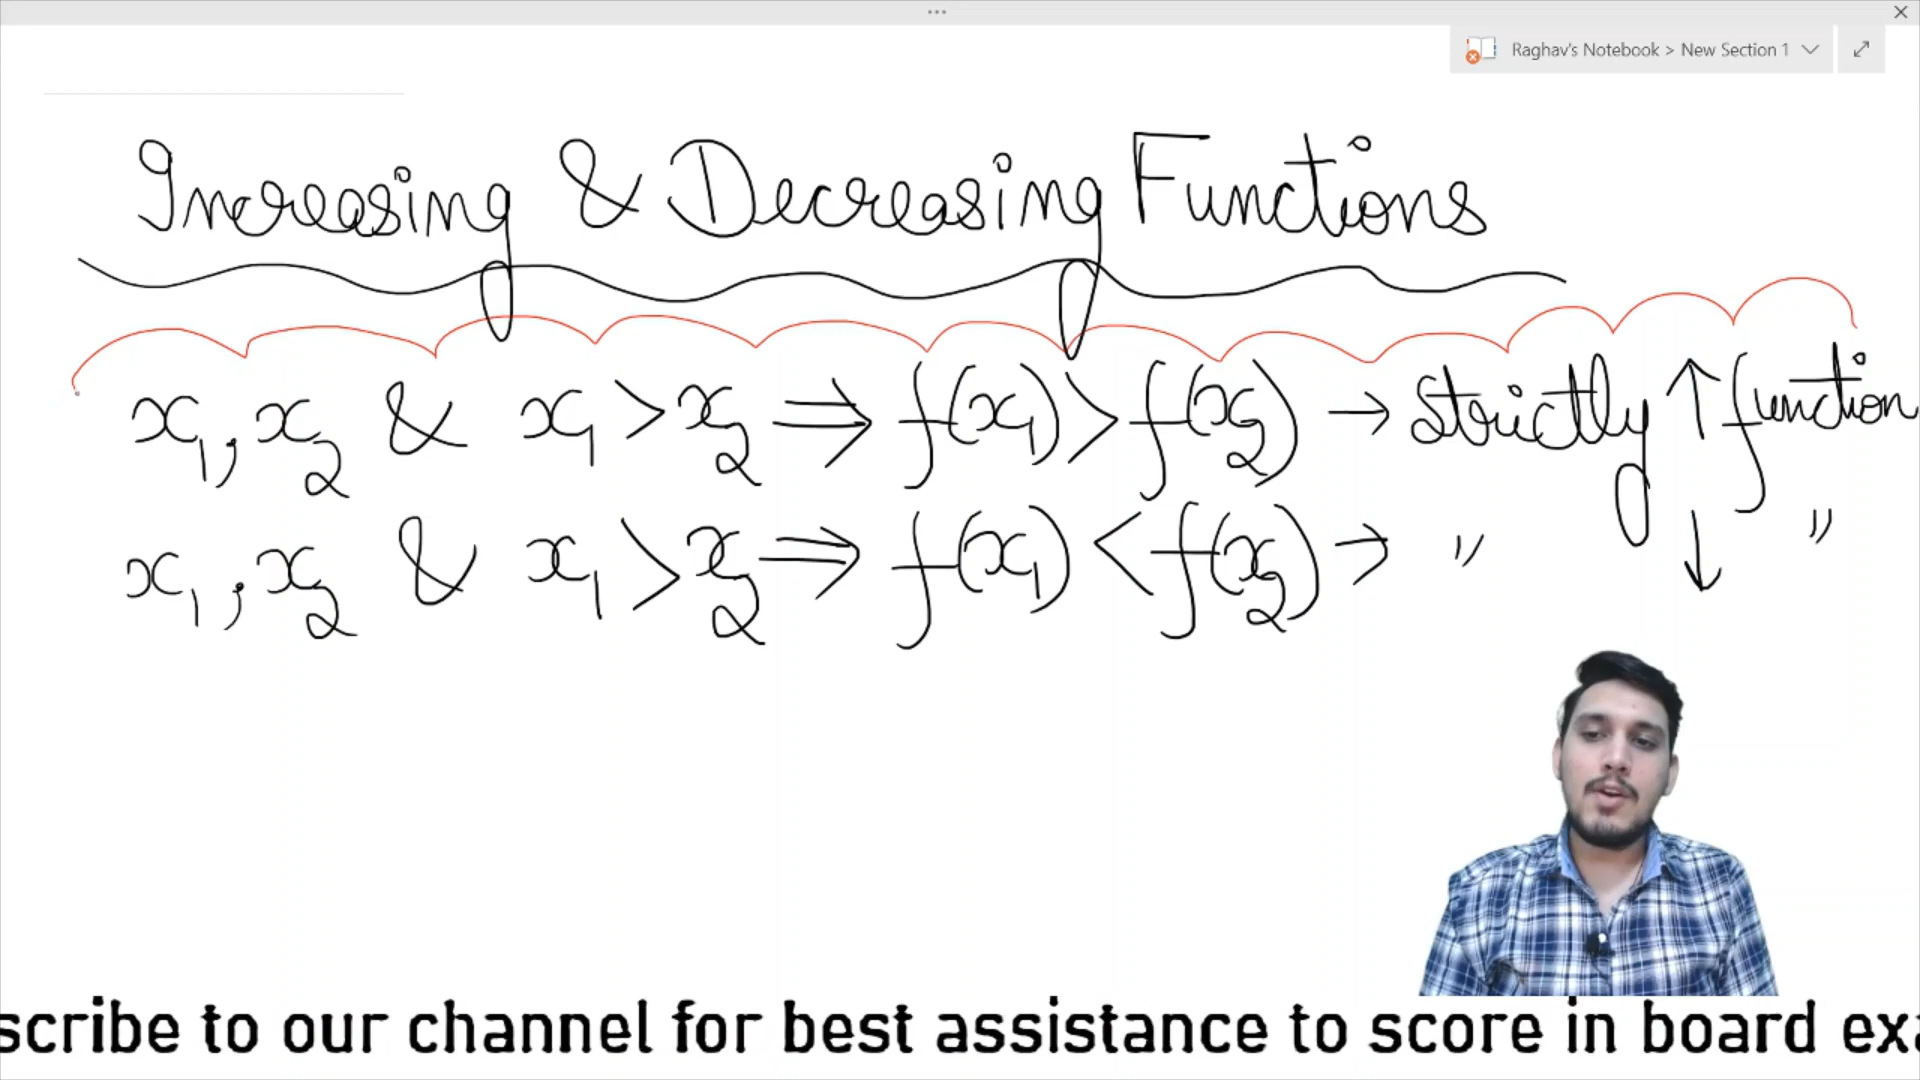 Raghav's Notebook > New Section 1
Increasing & Decreasing Functions
x₁, x₂ & x₁ > x₂ ⇒ f(x₁) > f(x₂) → Strictly ↑ function
x₁, x₂ & x₁ > x₂ ⇒ f(x₁) < f(x₂) → " ↓ "
scribe to our channel for best assistance to score in board exa